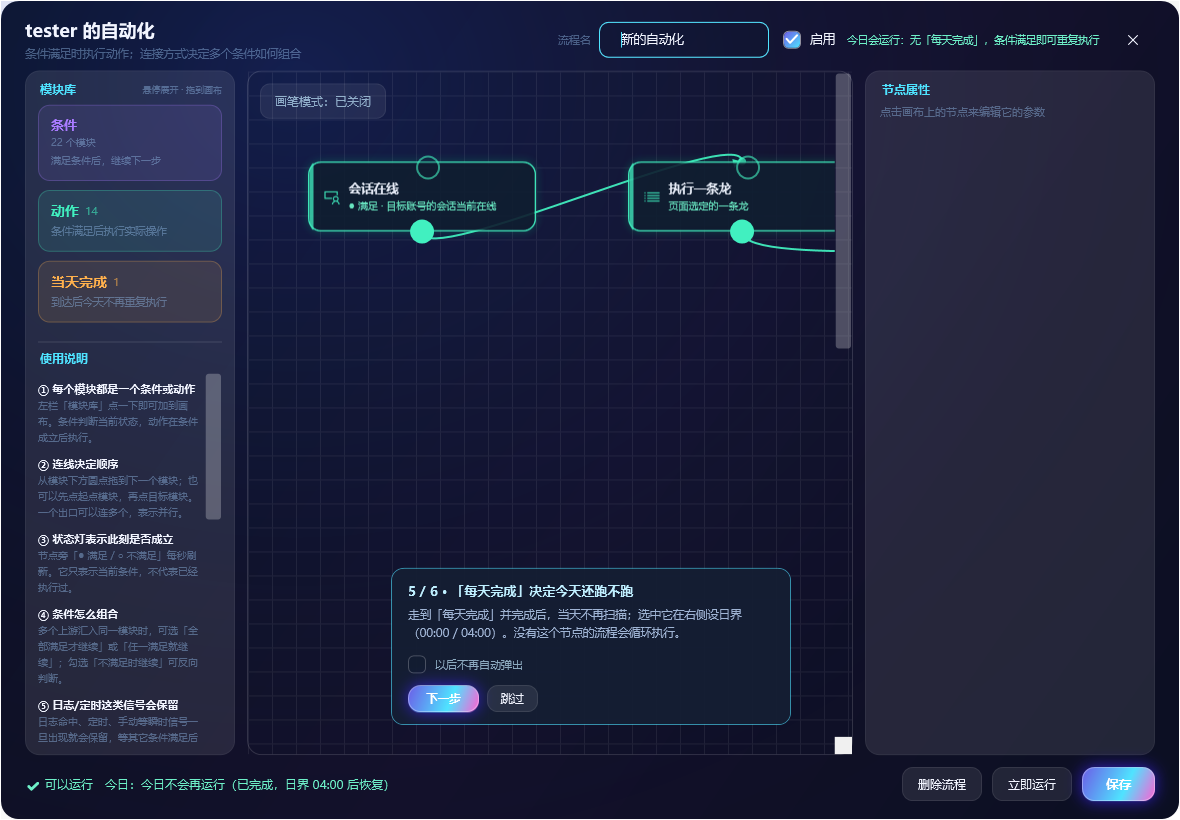 tester 的自动化
条件满足时执行动作；连接方式决定多个条件如何组合
流程名
新的自动化
启用
今日会运行：无「每天完成」，条件满足即可重复执行
模块库
悬停展开 · 拖到画布
条件
22 个模块
满足条件后，继续下一步
动作 14
条件满足后执行实际操作
当天完成 1
到达后今天不再重复执行
使用说明
① 每个模块都是一个条件或动作
左栏「模块库」点一下即可加到画
布。条件判断当前状态，动作在条件
成立后执行。
② 连线决定顺序
从模块下方圆点拖到下一个模块；也
可以先点起点模块，再点目标模块。
一个出口可以连多个，表示并行。
③ 状态灯表示此刻是否成立
节点旁「● 满足 / ○ 不满足」每秒刷
新。它只表示当前条件，不代表已经
执行过。
④ 条件怎么组合
多个上游汇入同一模块时，可选「全
部满足才继续」或「任一满足就继
续」；勾选「不满足时继续」可反向
判断。
⑤ 日志/定时这类信号会保留
日志命中、定时、手动等瞬时信号一
旦出现就会保留，等其它条件满足后
画笔模式：已关闭
会话在线
● 满足 · 目标账号的会话当前在线
执行一条龙
页面选定的一条龙
5 / 6 •「每天完成」决定今天还跑不跑
走到「每天完成」并完成后，当天不再扫描；选中它在右侧设日界
（00:00 / 04:00）。没有这个节点的流程会循环执行。
以后不再自动弹出
下一步
跳过
节点属性
点击画布上的节点来编辑它的参数
可以运行 今日：今日不会再运行（已完成，日界 04:00 后恢复）
删除流程
立即运行
保存